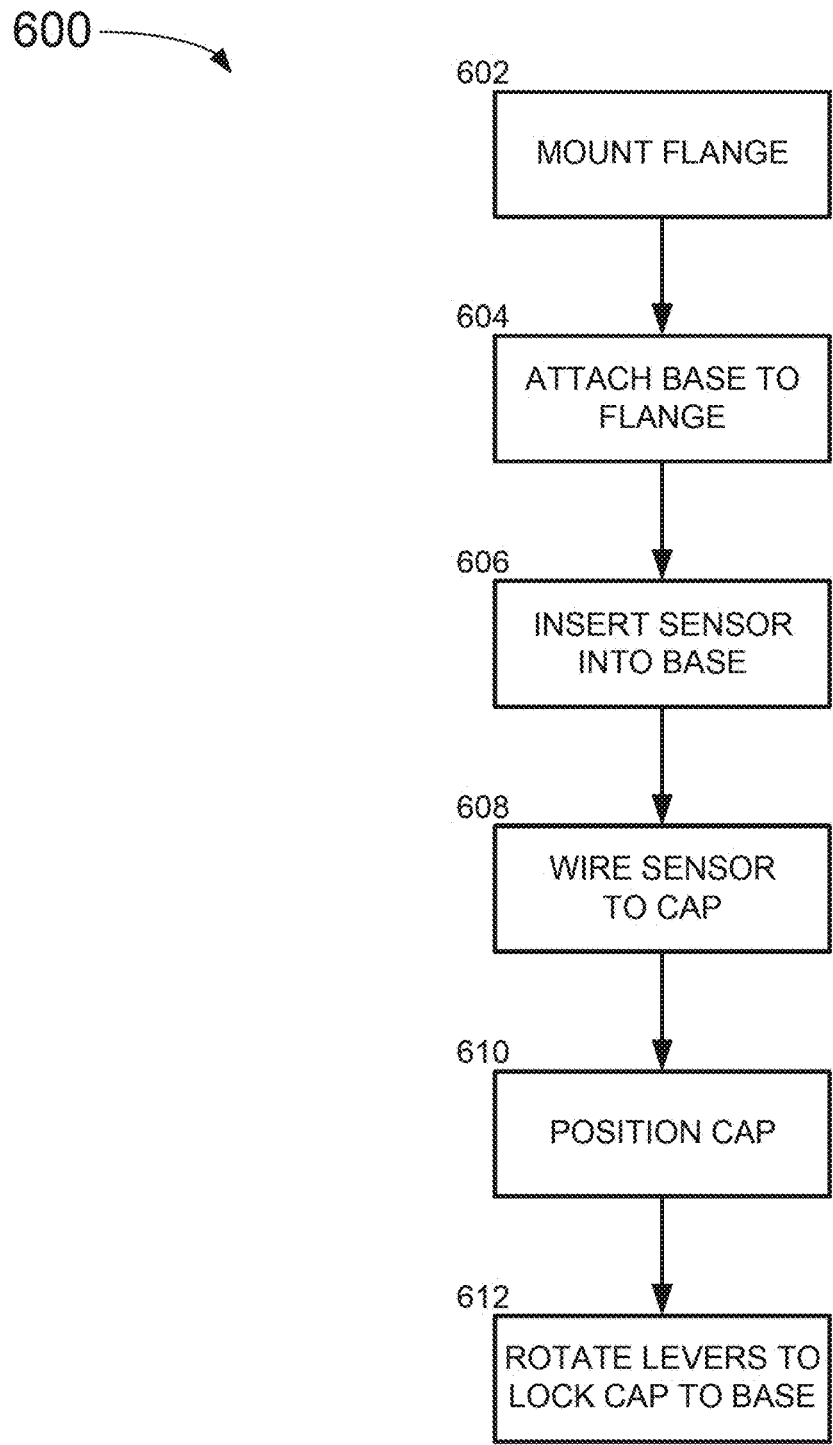 600
602
MOUNT FLANGE
604
ATTACH BASE TO
FLANGE
606
INSERT SENSOR
INTO BASE
608
WIRE SENSOR
TO CAP
610
POSITION CAP
612
ROTATE LEVERS TO
LOCK CAP TO BASE